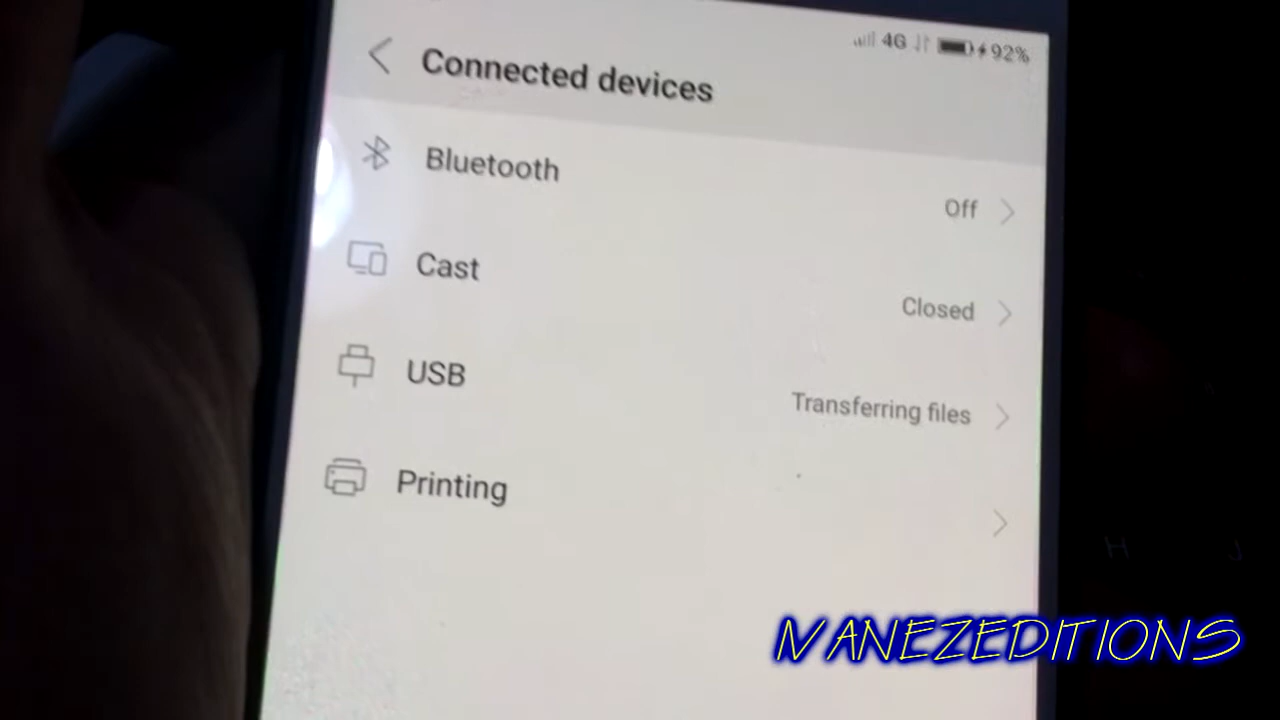 4G 92%
Connected devices
Bluetooth
Off
Cast
Closed
USB
Transferring files
Printing
H J
IVANEZEDITIONS